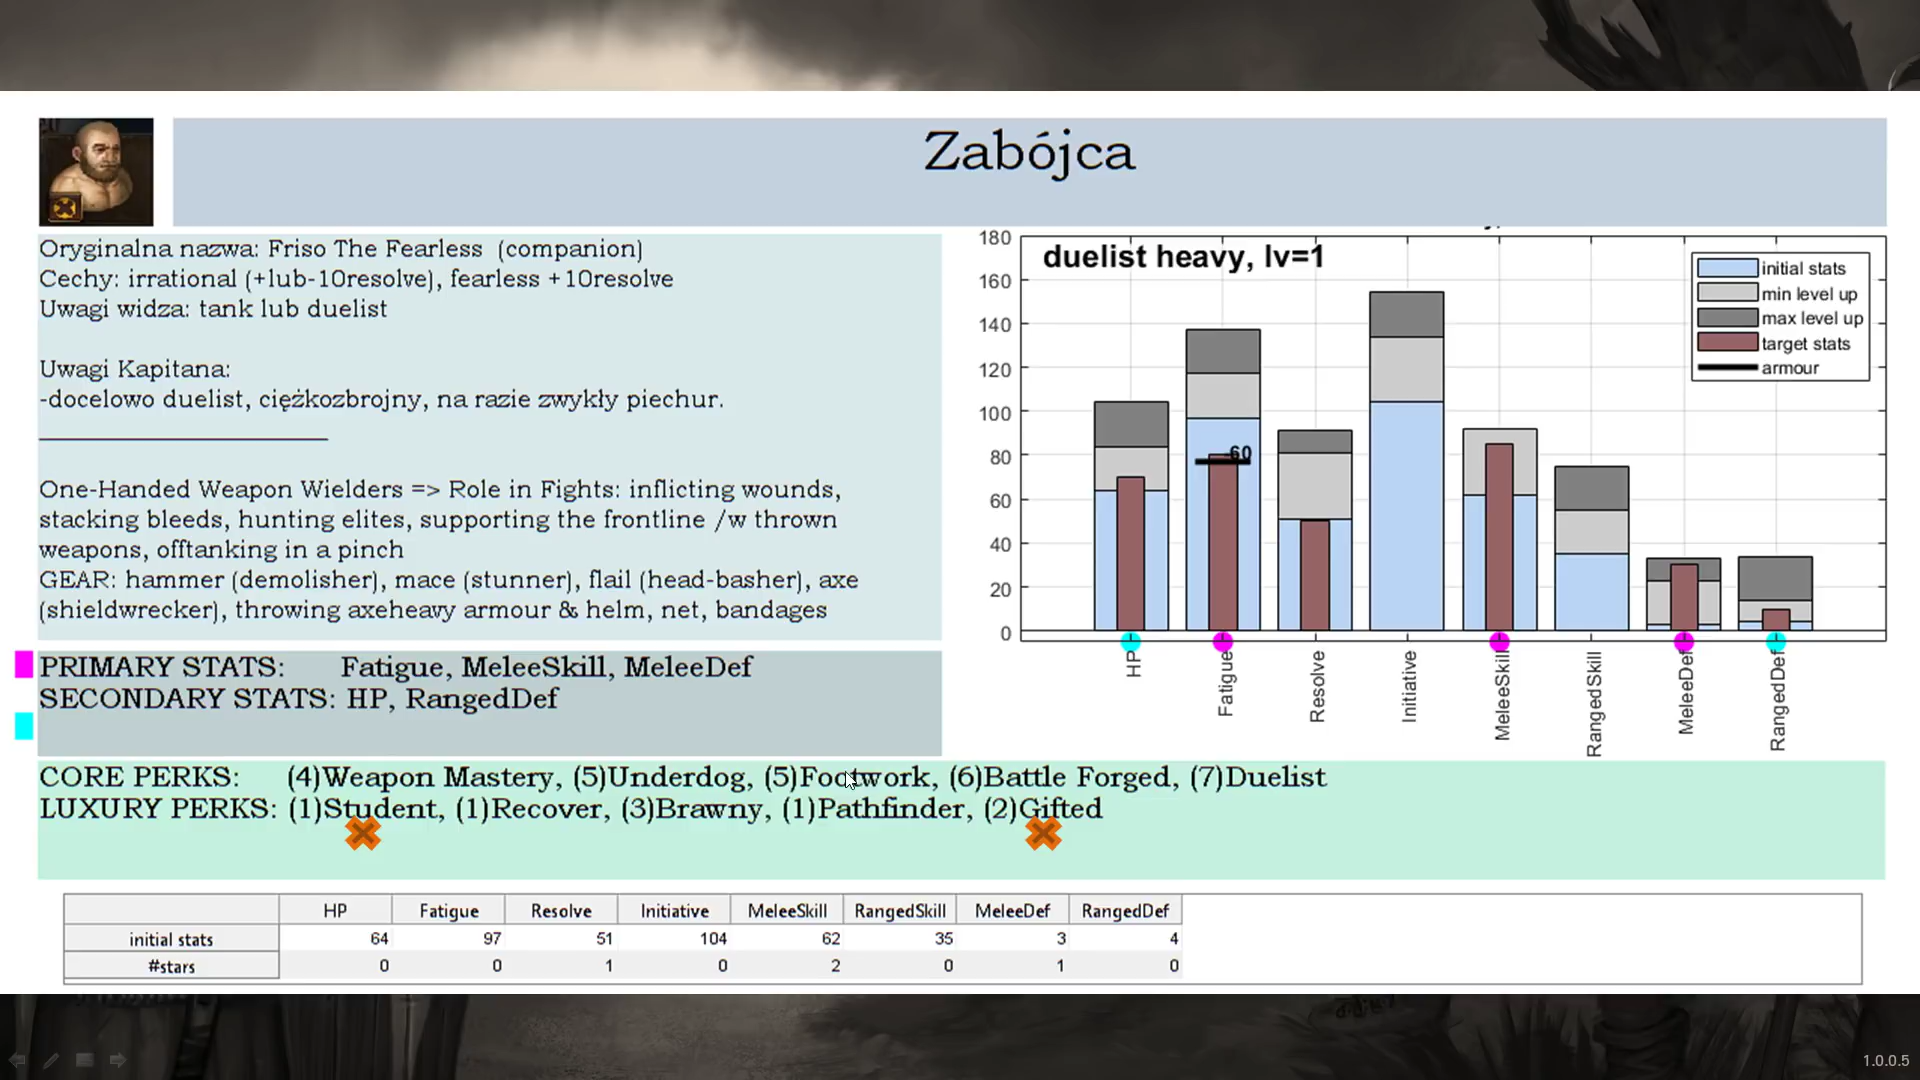 Zabójca
Oryginalna nazwa: Friso The Fearless (companion)
Cechy: irrational (+lub-10resolve), fearless +10resolve
Uwagi widza: tank lub duelist
Uwagi Kapitana:
-docelowo duelist, ciężkozbrojny, na razie zwykły piechur.
One-Handed Weapon Wielders => Role in Fights: inflicting wounds,
stacking bleeds, hunting elites, supporting the frontline /w thrown
weapons, offtanking in a pinch
GEAR: hammer (demolisher), mace (stunner), flail (head-basher), axe
(shieldwrecker), throwing axeheavy armour & helm, net, bandages
PRIMARY STATS: Fatigue, MeleeSkill, MeleeDef
SECONDARY STATS: HP, RangedDef
duelist heavy, lv=1
initial stats
min level up
max level up
target stats
armour
180
160
140
120
100
80
60
40
20
0
60
HP
Fatigue
Resolve
Initiative
MeleeSkill
RangedSkill
MeleeDef
RangedDef
CORE PERKS: (4)Weapon Mastery, (5)Underdog, (5)Footwork, (6)Battle Forged, (7)Duelist
LUXURY PERKS: (1)Student, (1)Recover, (3)Brawny, (1)Pathfinder, (2)Gifted
HP Fatigue Resolve Initiative MeleeSkill RangedSkill MeleeDef RangedDef
initial stats 64 97 51 104 62 35 3 4
#stars 0 0 1 0 2 0 1 0
1.0.0.5